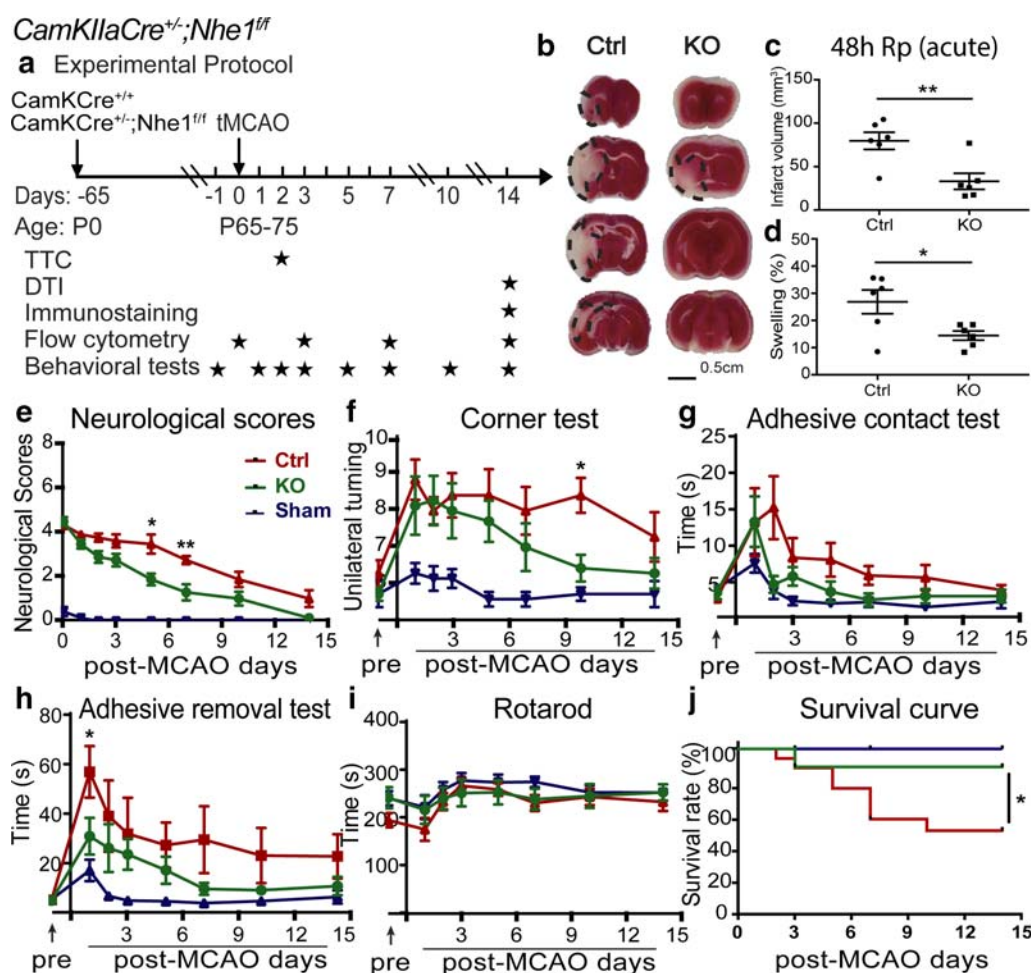 CamKIIaCre+/-;Nhe1f/f
a Experimental Protocol
CamKCre+/+
CamKCre+/-;Nhe1f/f tMCAO
Days: -65 -1 0 1 2 3 5 7 10 14
Age: P0 P65-75
TTC ★
DTI ★
Immunostaining ★
Flow cytometry ★ ★ ★ ★
Behavioral tests ★ ★ ★ ★ ★ ★ ★ ★
b Ctrl KO
0.5cm
c 48h Rp (acute)
Infarct volume (mm³)
150
100
50
0
**
Ctrl KO
d
Swelling (%)
50
40
30
20
10
0
*
Ctrl KO
e Neurological scores
Neurological Scores
8
6
4
2
0
Ctrl
KO
Sham
*
**
0 3 6 9 12 15
post-MCAO days
f Corner test
Unilateral turning
10
9
8
7
*
3 6 9 12 15
pre post-MCAO days
g Adhesive contact test
Time (s)
25
20
15
10
5
3 6 9 12 15
pre post-MCAO days
h Adhesive removal test
Time (s)
80
60
40
20
*
3 6 9 12 15
pre post-MCAO days
i Rotarod
Time (s)
400
300
200
100
3 6 9 12 15
pre post-MCAO days
j Survival curve
Survival rate (%)
100
80
60
40
20
0
*
0 3 6 9 12 15
post-MCAO days